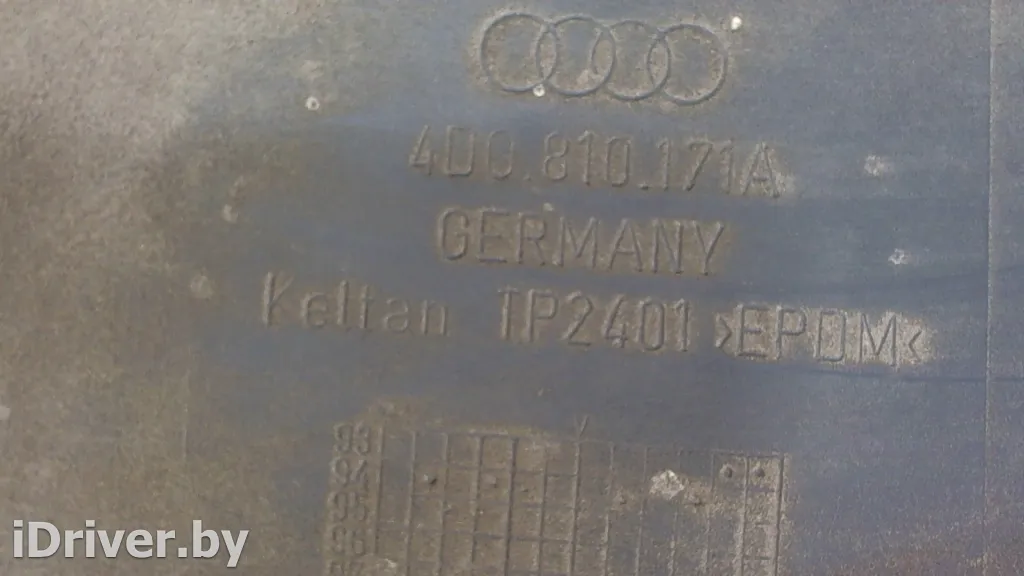 4D0.810.171A
GERMANY
Keltan TP2401 >EPDM<
93
94
95
96
iDriver.by